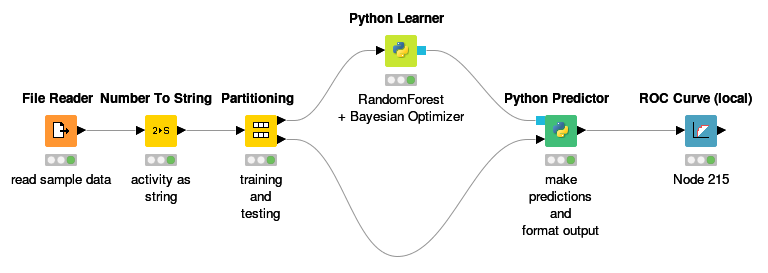 Python Learner
RandomForest
+ Bayesian Optimizer
File Reader
Number To String
Partitioning
Python Predictor
ROC Curve (local)
2
S
read sample data
activity as
string
training
and
testing
make
predictions
and
format output
Node 215